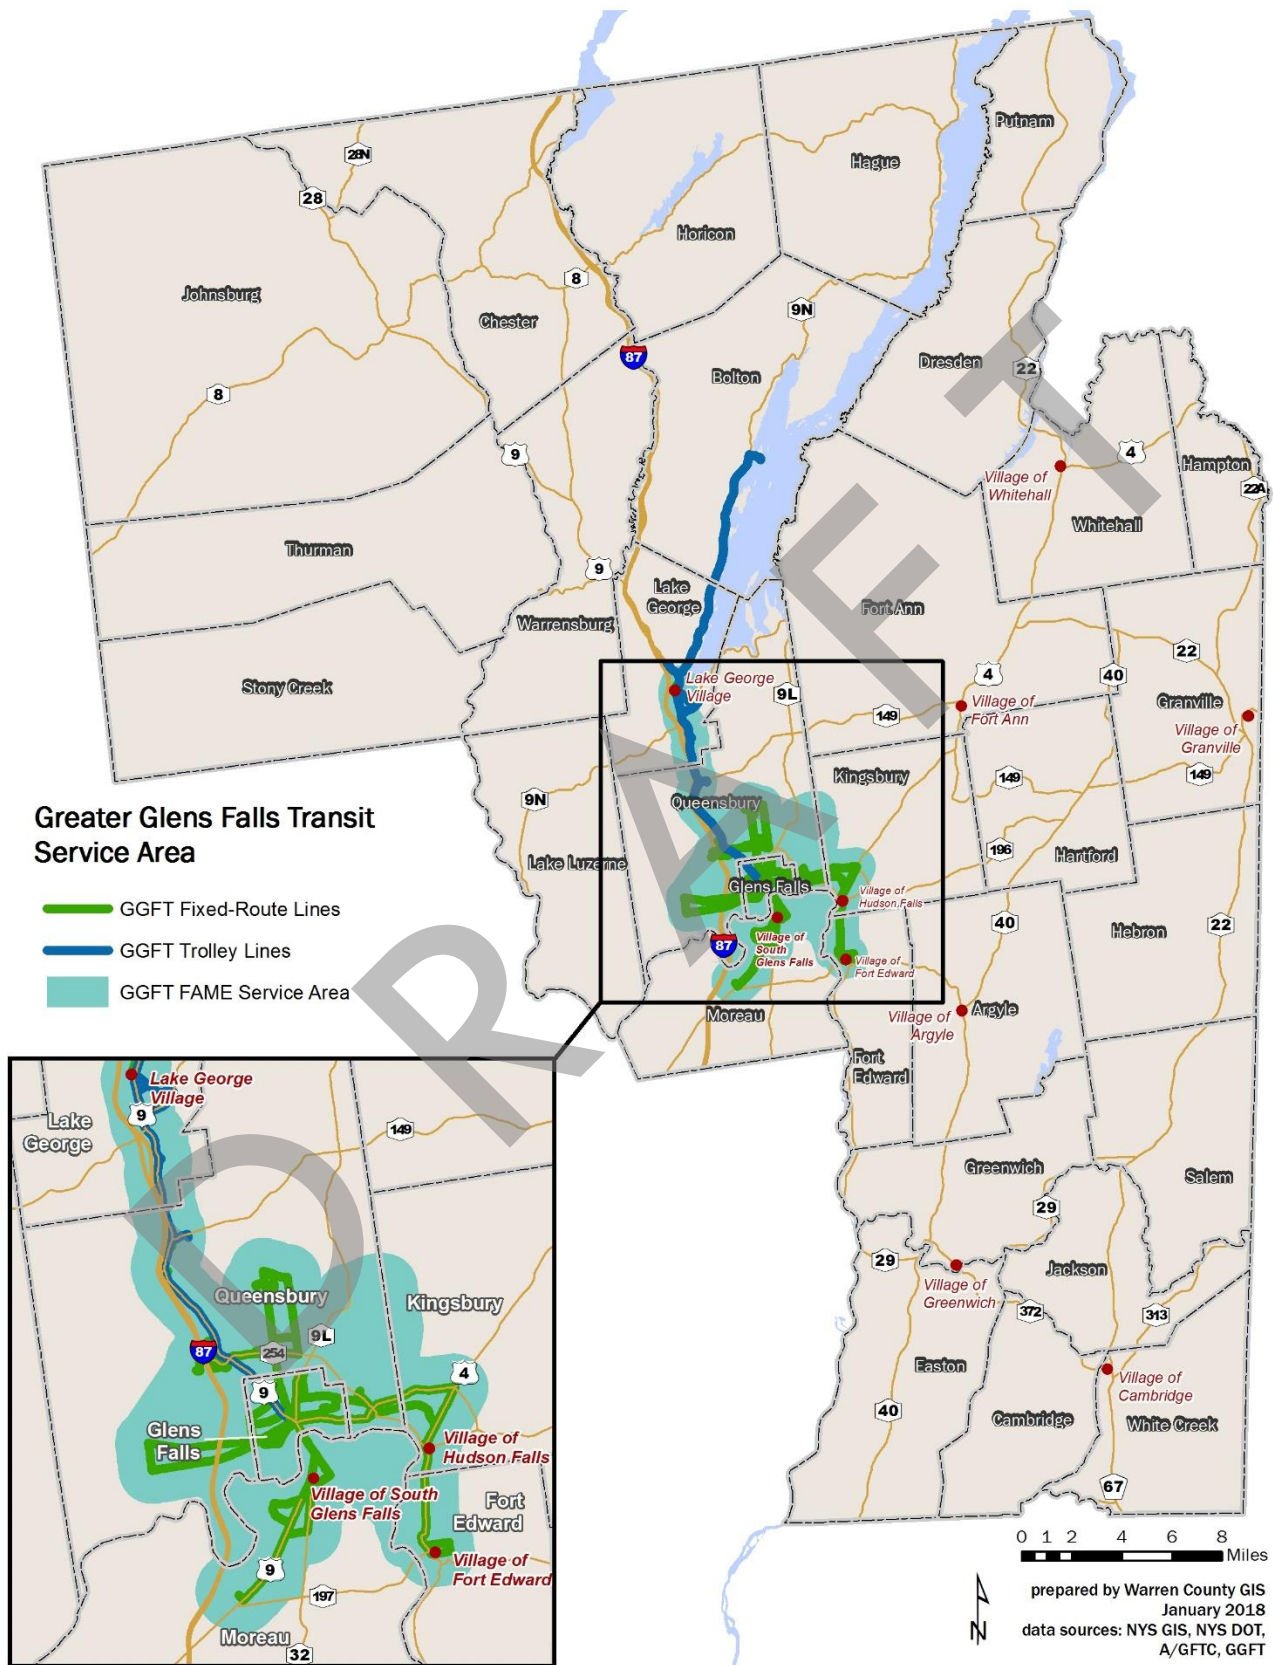 Putnam
28N
Hague
28
Horicon
8
Johnsburg
9N
Chester
87
Dresden
22
Bolton
8
9
4
Hampton
Village of
Whitehall
22A
Whitehall
Thurman
9
Lake
George
Fort Ann
Warrensburg
22
Stony Creek
Lake George
Village
9L
4
40
Granville
Village of
Fort Ann
149
Village of
Granville
Kingsbury
149
149
9N
Queensbury
Greater Glens Falls Transit
Service Area
196
Hartford
Lake Luzerne
Glens Falls
Village of
Hudson Falls
GGFT Fixed-Route Lines
40
Hebron
22
87
Village of
South
Glens Falls
GGFT Trolley Lines
Village of
Fort Edward
GGFT FAME Service Area
Moreau
Village of
Argyle
Argyle
Fort
Edward
Lake George
Village
9
Lake
George
149
Greenwich
Salem
29
29
Jackson
Village of
Greenwich
Queensbury
Kingsbury
372
313
9L
87
254
Easton
4
Village of
Cambridge
9
40
Cambridge
White Creek
Glens
Falls
Village of
Hudson Falls
67
Village of South
Glens Falls
Fort
Edward
0 1 2 4 6 8
Miles
9
Village of
Fort Edward
197
N
prepared by Warren County GIS
January 2018
data sources: NYS GIS, NYS DOT,
A/GFTC, GGFT
Moreau
32
DRAFT